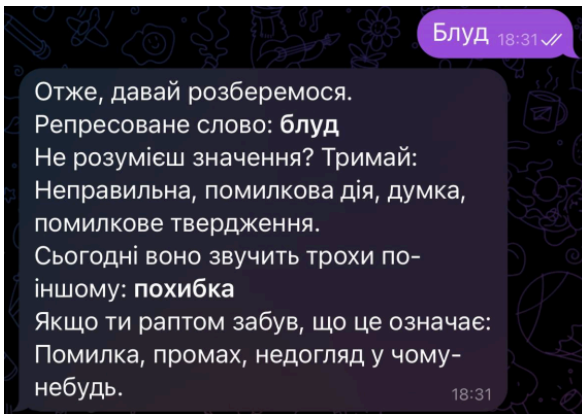 Блуд 18:31
Отже, давай розберемося.
Репресоване слово: блуд
Не розумієш значення? Тримай:
Неправильна, помилкова дія, думка,
помилкове твердження.
Сьогодні воно звучить трохи по-
іншому: похибка
Якщо ти раптом забув, що це означає:
Помилка, промах, недогляд у чому-
небудь. 18:31